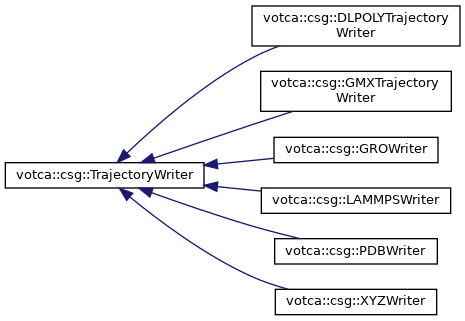 votca::csg::DLPOLYTrajectory
Writer
votca::csg::GMXTrajectory
Writer
votca::csg::GROWriter
votca::csg::TrajectoryWriter
votca::csg::LAMMPSWriter
votca::csg::PDBWriter
votca::csg::XYZWriter